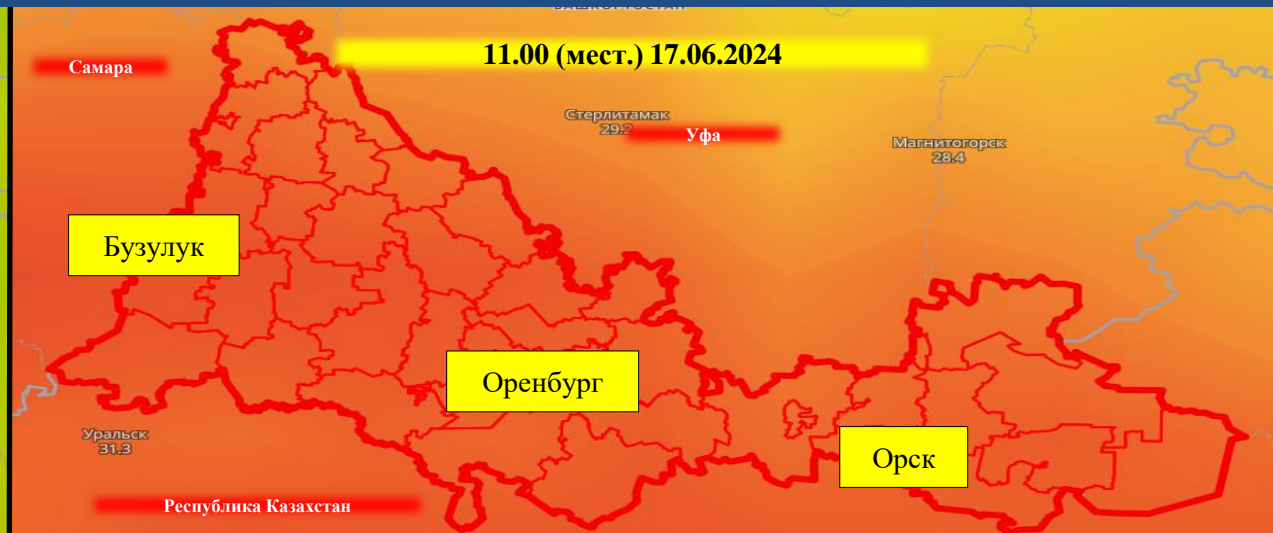 БАШКОРТОСТАН
11.00 (мест.) 17.06.2024
Самара
Стерлитамак
29.2
Уфа
Магнитогорск
28.4
Бузулук
Оренбург
Уральск
31.3
Орск
Республика Казахстан